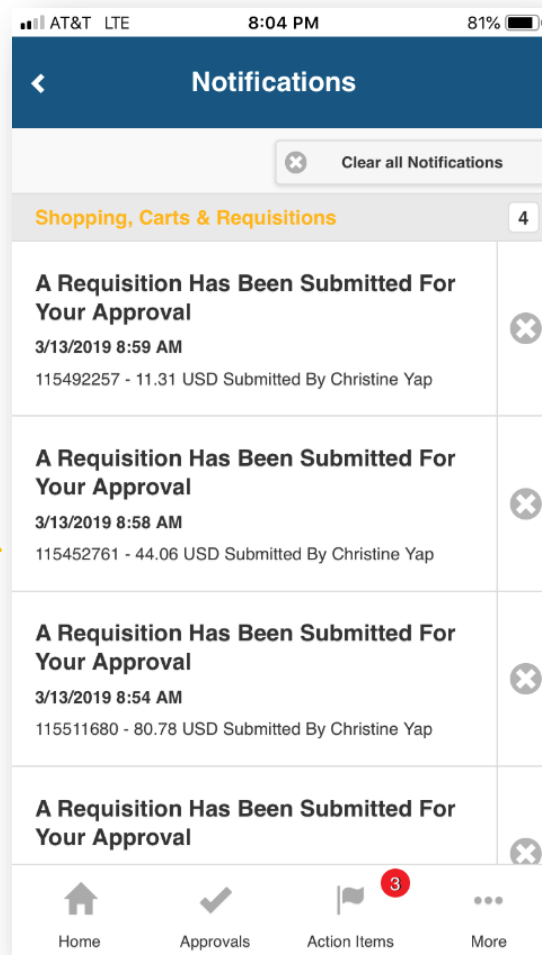 AT&T LTE 8:04 PM 81%
Notifications
Clear all Notifications
Shopping, Carts & Requisitions 4
A Requisition Has Been Submitted For
Your Approval
3/13/2019 8:59 AM
115492257 - 11.31 USD Submitted By Christine Yap
A Requisition Has Been Submitted For
Your Approval
3/13/2019 8:58 AM
115452761 - 44.06 USD Submitted By Christine Yap
A Requisition Has Been Submitted For
Your Approval
3/13/2019 8:54 AM
115511680 - 80.78 USD Submitted By Christine Yap
A Requisition Has Been Submitted For
Your Approval
3
Home Approvals Action Items More